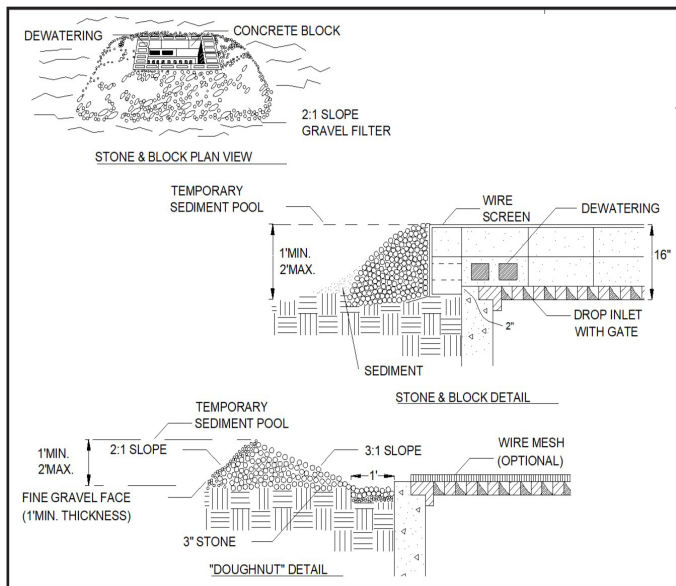 DEWATERING
CONCRETE BLOCK
2:1 SLOPE
GRAVEL FILTER
STONE & BLOCK PLAN VIEW
TEMPORARY
SEDIMENT POOL
WIRE
SCREEN
DEWATERING
1'MIN.
2'MAX.
16"
DROP INLET
WITH GATE
2"
SEDIMENT
STONE & BLOCK DETAIL
TEMPORARY
SEDIMENT POOL
1'MIN.
2'MAX.
2:1 SLOPE
3:1 SLOPE
WIRE MESH
(OPTIONAL)
1'
FINE GRAVEL FACE
(1'MIN. THICKNESS)
3" STONE
"DOUGHNUT" DETAIL